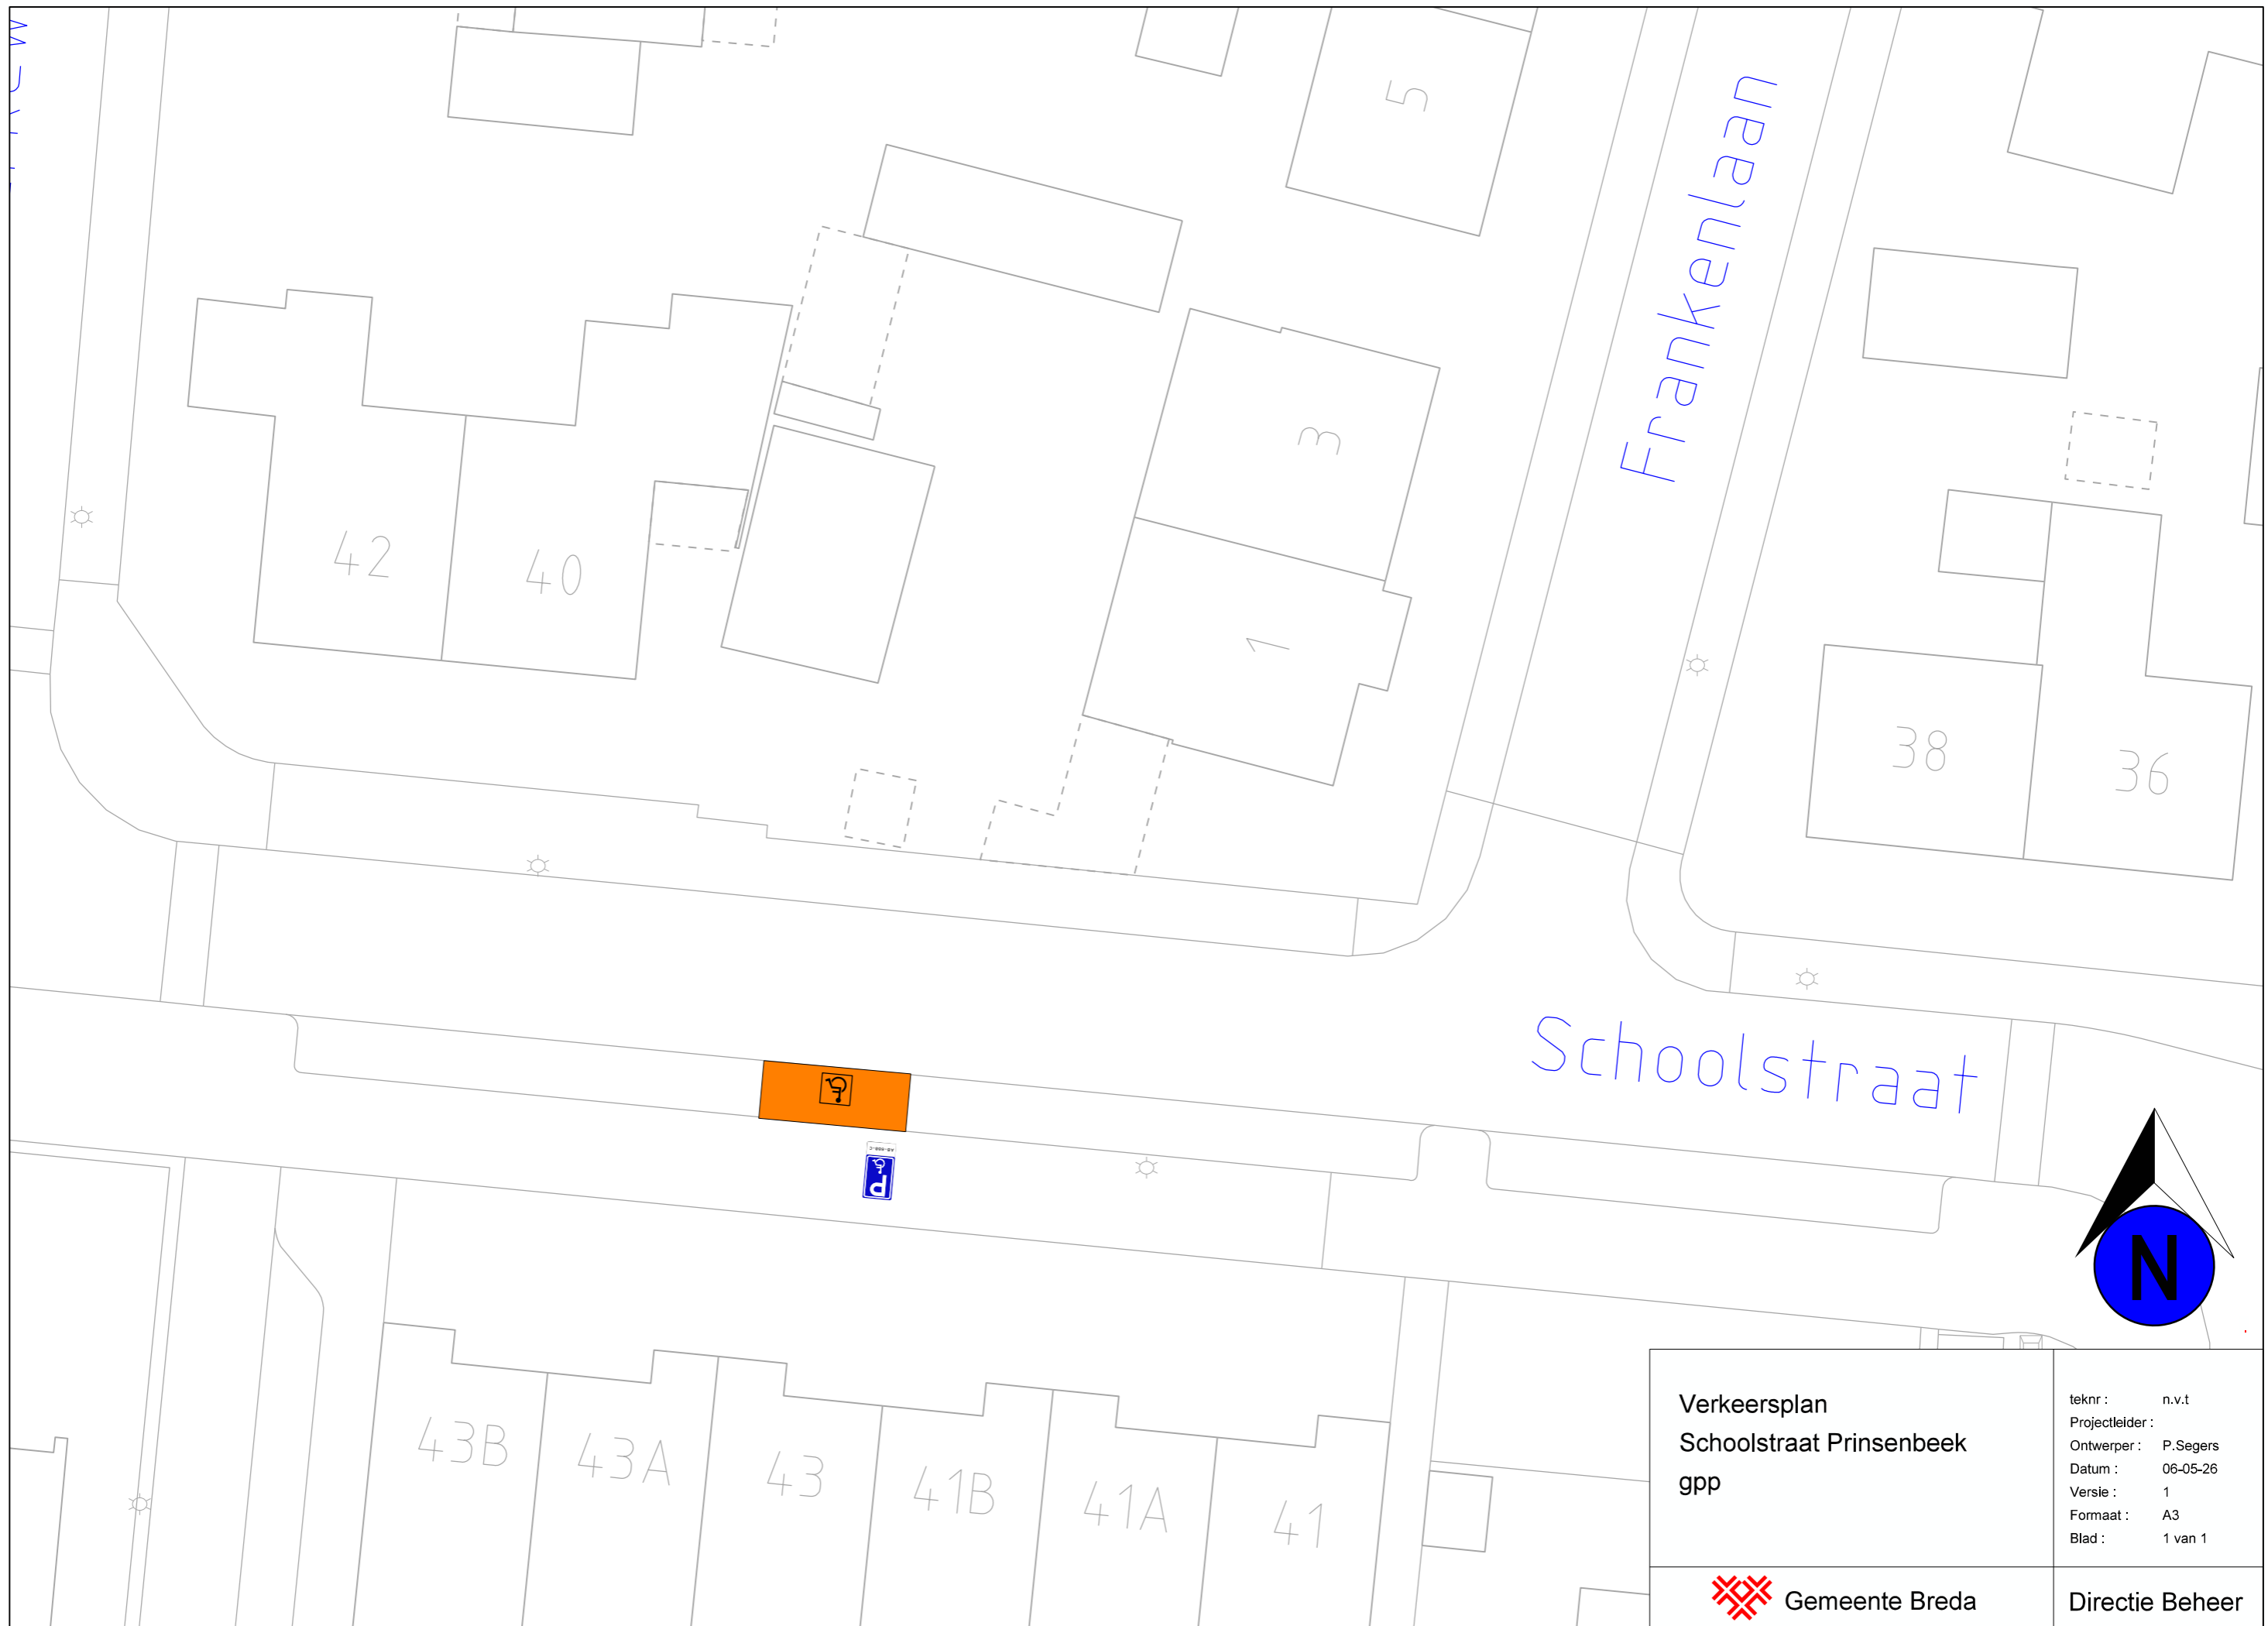 5
Frankenlaan
3
42
40
1
38
36
Schoolstraat
P
N
43B
43A
43
41B
41A
41
Verkeersplan
Schoolstraat Prinsenbeek
gpp
teknr : n.v.t
Projectleider :
Ontwerper : P.Segers
Datum : 06-05-26
Versie : 1
Formaat : A3
Blad : 1 van 1
Gemeente Breda
Directie Beheer